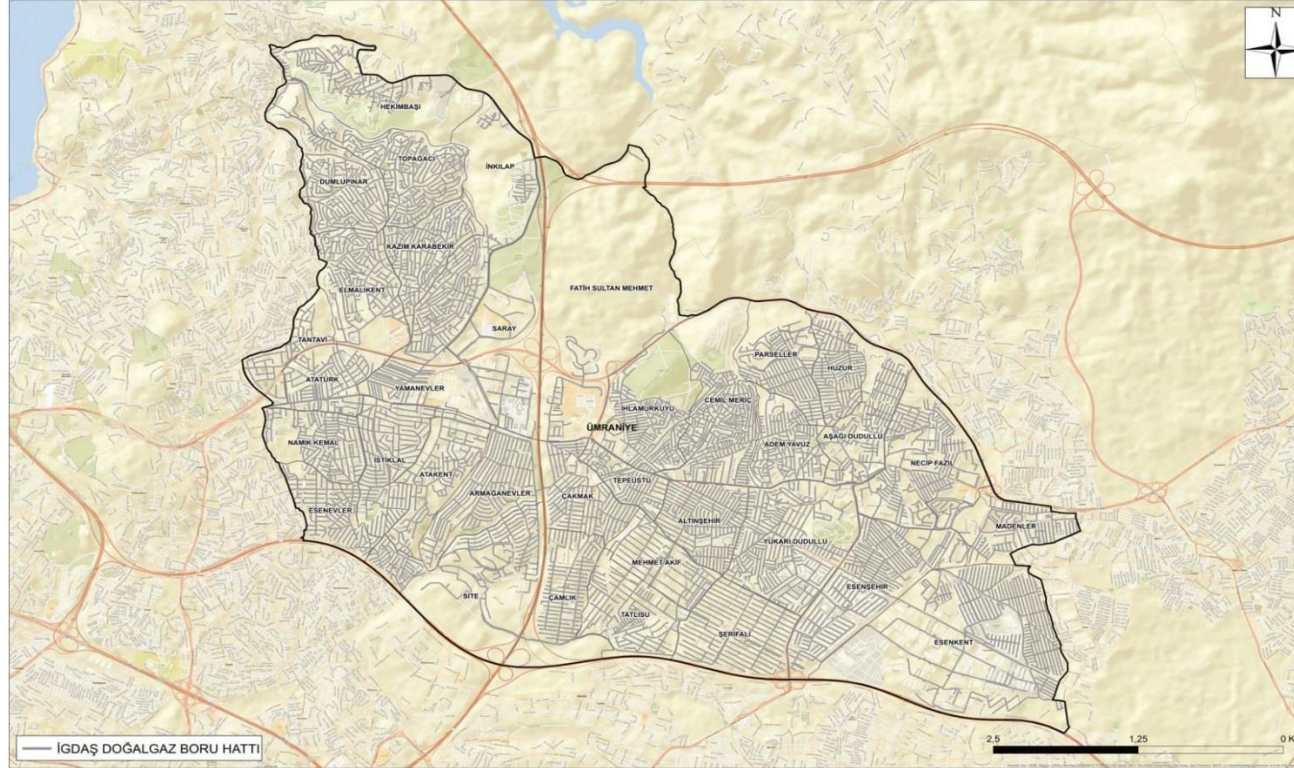 N
HEKİMBAŞI
TOPAĞACI
İNKILAP
DUMLUPINAR
KAZIM KARABEKİR
ELMALIKENT
FATİH SULTAN MEHMET
SARAY
TANTAVİ
PARSELLER
HUZUR
ATATÜRK
YAMANEVLER
CEMİL MERİÇ
IHLAMURKUYU
ÜMRANİYE
NAMIK KEMAL
ADEM YAVUZ
AŞAĞI DUDULLU
İSTİKLAL
NECİP FAZIL
ATAKENT
TEPEÜSTÜ
ARMAĞANEVLER
ÇAKMAK
ESENEVLER
ALTINŞEHİR
MADENLER
YUKARI DUDULLU
MEHMET AKİF
ESENŞEHİR
SİTE
ÇAMLIK
TATLISU
ŞERİFALİ
ESENKENT
İGDAŞ DOĞALGAZ BORU HATTI
2,5 1,25 0 K